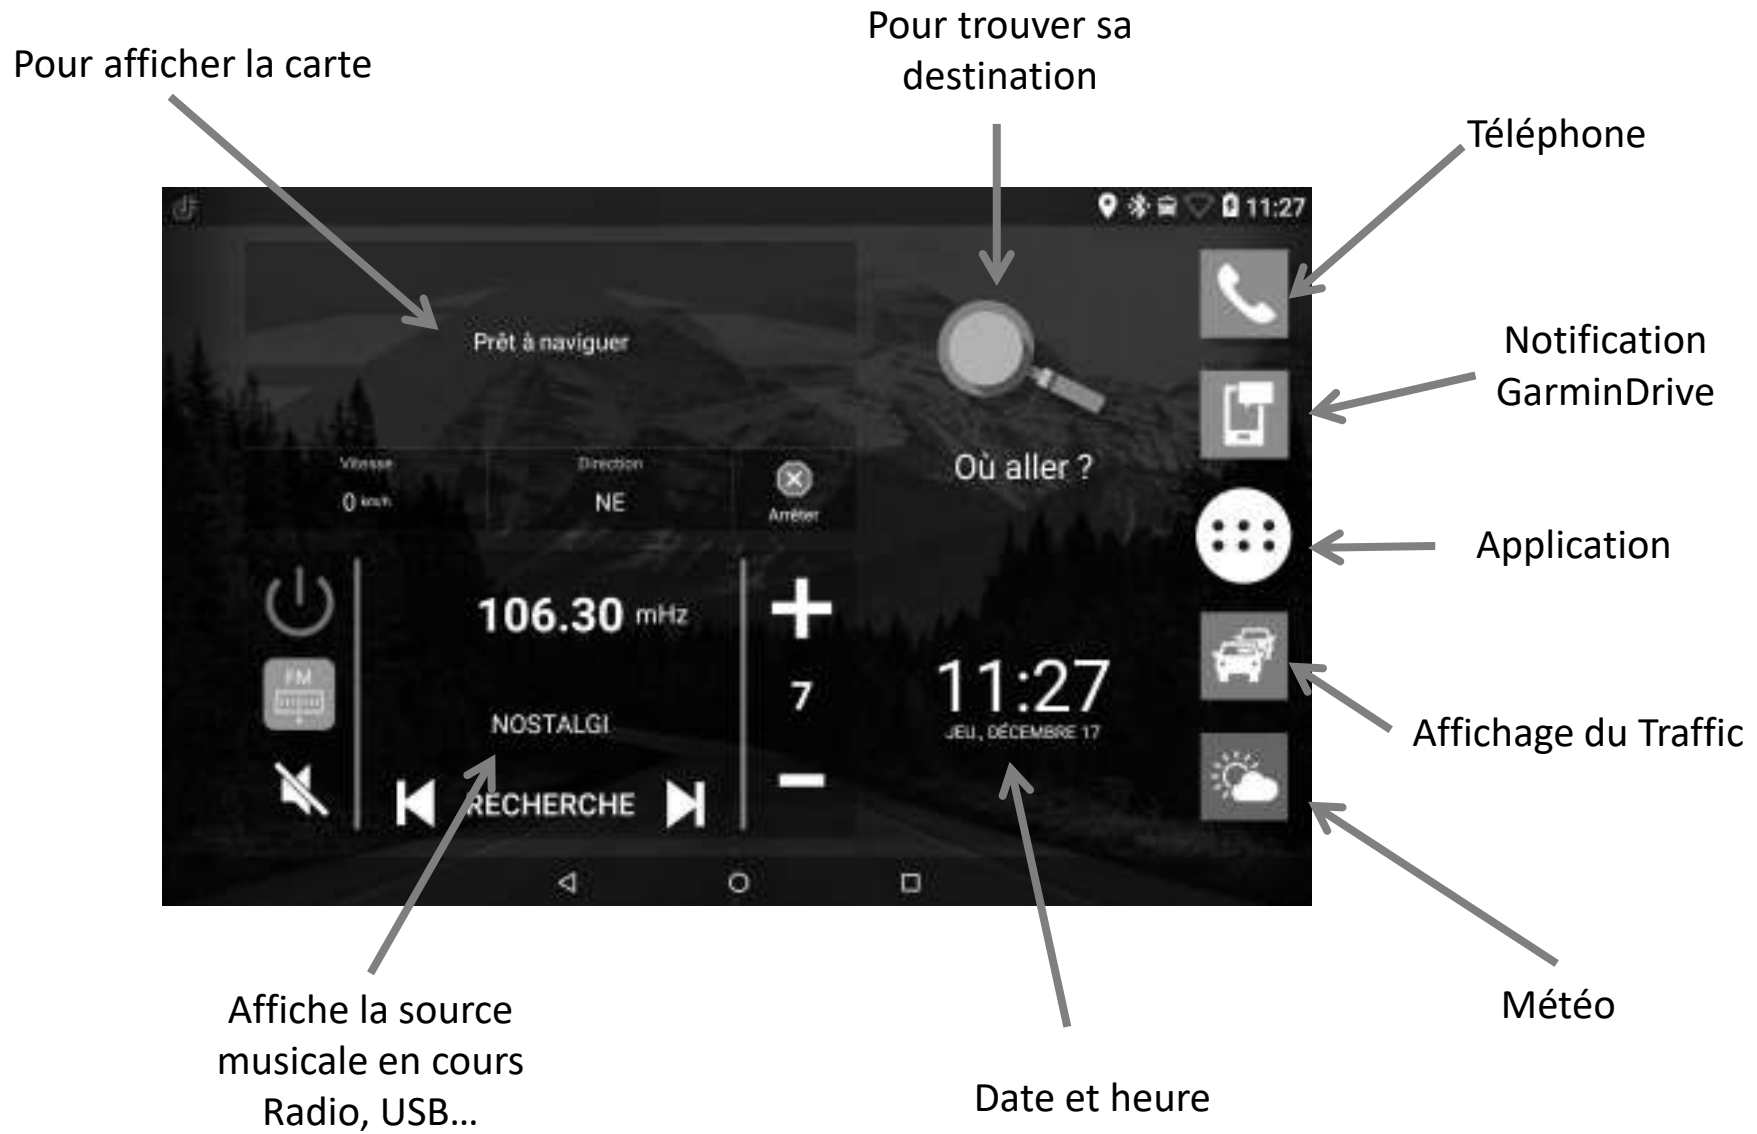 Pour trouver sa
destination
Pour afficher la carte
Téléphone
11:27
Prêt à naviguer
Notification
GarminDrive
Où aller ?
Vitesse
Direction
0 km/h
NE
Arrêter
Application
106.30 mHz
FM
7
11:27
JEU., DÉCEMBRE 17
NOSTALGI
Affichage du Traffic
RECHERCHE
Affiche la source
musicale en cours
Radio, USB...
Météo
Date et heure